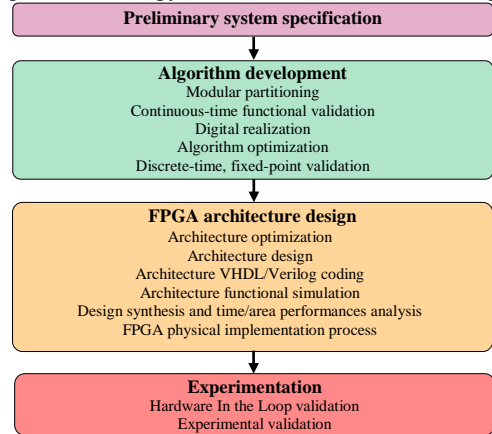 Preliminary system specification
Algorithm development
Modular partitioning
Continuous-time functional validation
Digital realization
Algorithm optimization
Discrete-time, fixed-point validation
FPGA architecture design
Architecture optimization
Architecture design
Architecture VHDL/Verilog coding
Architecture functional simulation
Design synthesis and time/area performances analysis
FPGA physical implementation process
Experimentation
Hardware In the Loop validation
Experimental validation